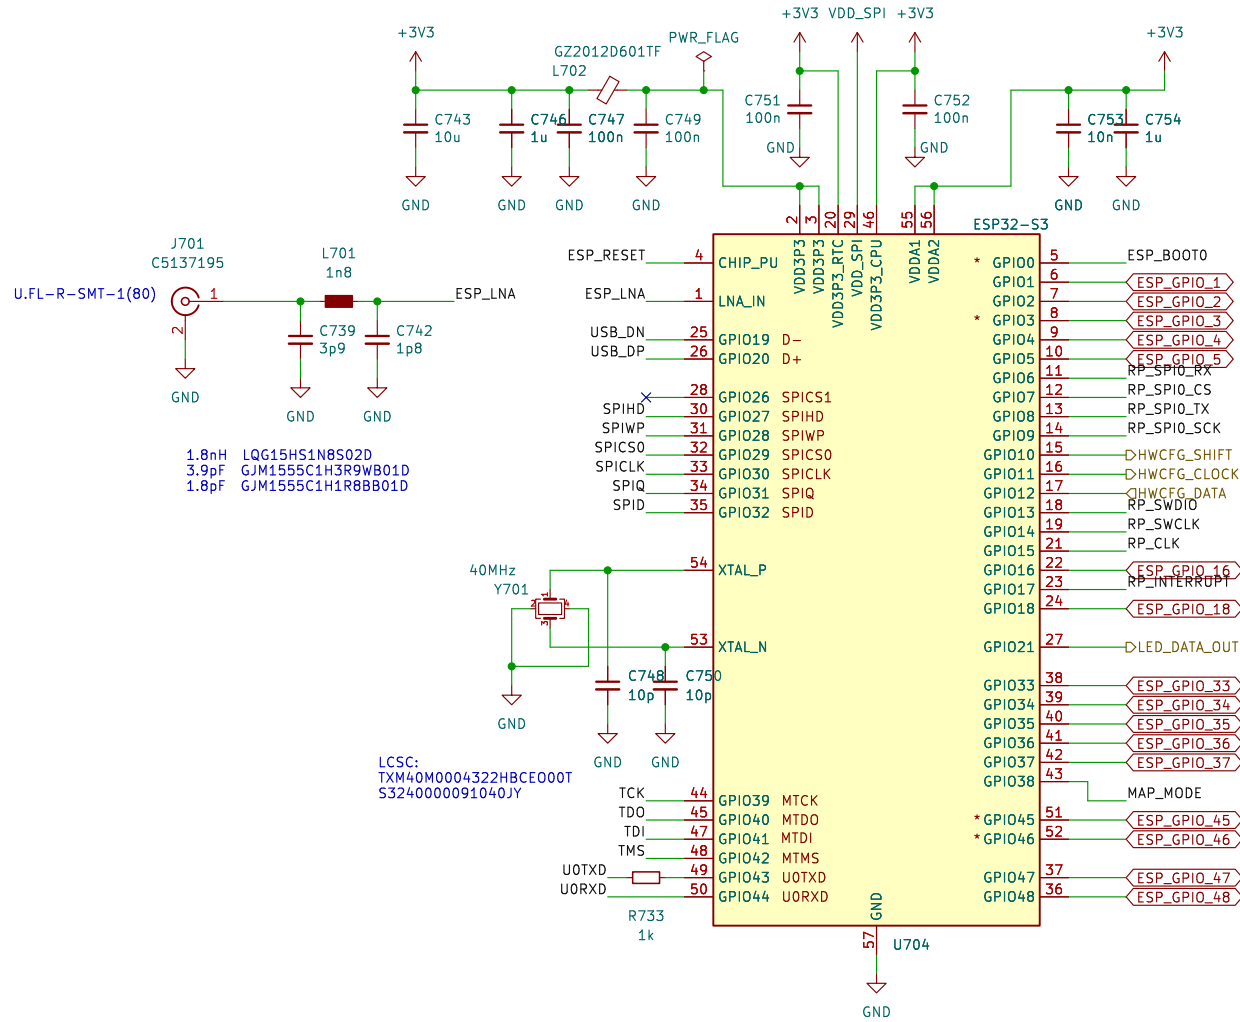 +3V3 VDD_SPI +3V3
+3V3
PWR_FLAG
+3V3
GZ2012D601TF
L702
C743
10u
C746
1u
C747
100n
C749
100n
C751
100n
C752
100n
C753
10n
C754
1u
GND
GND
GND
GND
GND
GND
GND
GND
2
3
20
29
46
55
56
ESP32-S3
VDD3P3
VDD3P3
VDD3P3_RTC
VDD_SPI
VDD3P3_CPU
VDDA1
VDDA2
J701
C5137195
U.FL-R-SMT-1(80)
1
2
GND
L701
1n8
ESP_LNA
C739
3p9
C742
1p8
GND
GND
1.8nH LQG15HS1N8S02D
3.9pF GJM1555C1H3R9WB01D
1.8pF GJM1555C1H1R8BB01D
ESP_RESET 4 CHIP_PU
ESP_LNA 1 LNA_IN
USB_DN 25 GPIO19 D-
USB_DP 26 GPIO20 D+
28 GPIO26 SPICS1
SPIHD 30 GPIO27 SPIHD
SPIWP 31 GPIO28 SPIWP
SPICS0 32 GPIO29 SPICS0
SPICLK 33 GPIO30 SPICLK
SPIQ 34 GPIO31 SPIQ
SPID 35 GPIO32 SPID
54 XTAL_P
53 XTAL_N
40MHz
Y701
1
2
4
3
GND
C748
10p
C750
10p
GND
GND
LCSC:
TXM40M0004322HBCEO00T
S3240000091040JY
TCK 44 GPIO39 MTCK
TDO 45 GPIO40 MTDO
TDI 47 GPIO41 MTDI
TMS 48 GPIO42 MTMS
U0TXD 49 GPIO43 U0TXD
U0RXD 50 GPIO44 U0RXD
R733
1k
* GPIO0 5 ESP_BOOT0
GPIO1 6 ESP_GPIO_1
GPIO2 7 ESP_GPIO_2
* GPIO3 8 ESP_GPIO_3
GPIO4 9 ESP_GPIO_4
GPIO5 10 ESP_GPIO_5
GPIO6 11 RP_SPI0_RX
GPIO7 12 RP_SPI0_CS
GPIO8 13 RP_SPI0_TX
GPIO9 14 RP_SPI0_SCK
GPIO10 15 HWCFG_SHIFT
GPIO11 16 HWCFG_CLOCK
GPIO12 17 HWCFG_DATA
GPIO13 18 RP_SWDIO
GPIO14 19 RP_SWCLK
GPIO15 21 RP_CLK
GPIO16 22 ESP_GPIO_16
GPIO17 23 RP_INTERRUPT
GPIO18 24 ESP_GPIO_18
GPIO21 27 LED_DATA_OUT
GPIO33 38 ESP_GPIO_33
GPIO34 39 ESP_GPIO_34
GPIO35 40 ESP_GPIO_35
GPIO36 41 ESP_GPIO_36
GPIO37 42 ESP_GPIO_37
GPIO38 43 MAP_MODE
* GPIO45 51 ESP_GPIO_45
* GPIO46 52 ESP_GPIO_46
GPIO47 37 ESP_GPIO_47
GPIO48 36 ESP_GPIO_48
GND
57
U704
GND